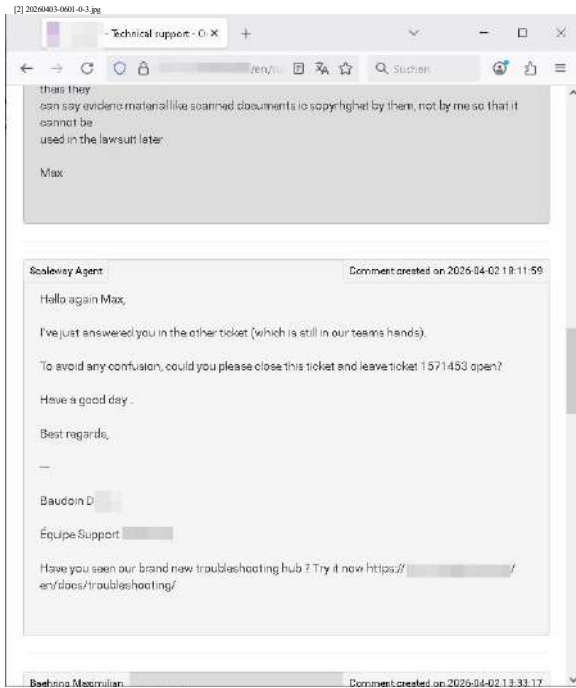 [2] 20260403-0601-0-3.jpg
- Technical support - O
/en/
Suchen
theis they
can say evidenc material like scanned documents ic sopyrhghet by them, not by me so that it
cannot be
used in the lawsuit later
Max
Scaleway Agent
Comment created on 2026-04-02 18:11:59
Hello again Max,
I've just answered you in the other ticket (which is still in our teams hands).
To avoid any confusion, could you please close this ticket and leave ticket 1571453 open?
Have a good day .
Best regards,
—
Baudoin D
Équipe Support
Have you seen our brand new troubleshooting hub ? Try it now https:// /
en/docs/troubleshooting/
Baehring Maximilian
Comment created on 2026-04-02 13:33:17